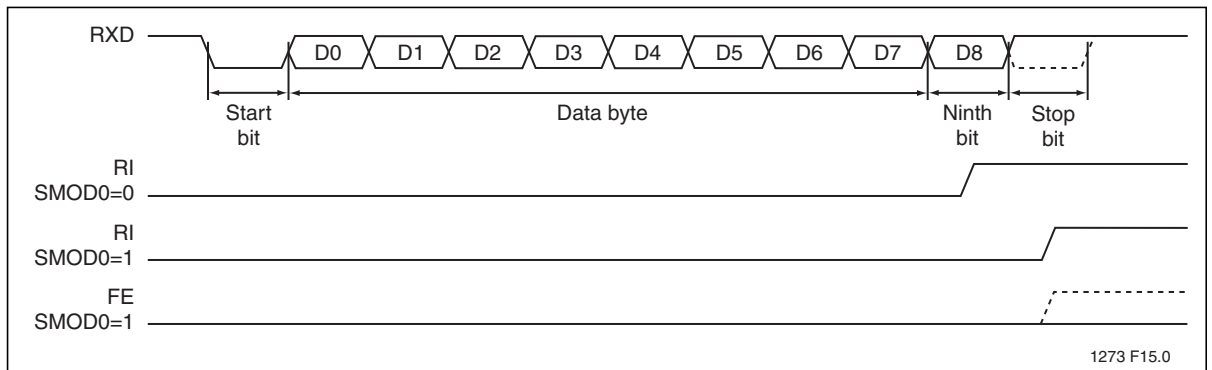 RXD
D0 D1 D2 D3 D4 D5 D6 D7 D8
Start
bit
Data byte
Ninth
bit
Stop
bit
RI
SMOD0=0
RI
SMOD0=1
FE
SMOD0=1
1273 F15.0